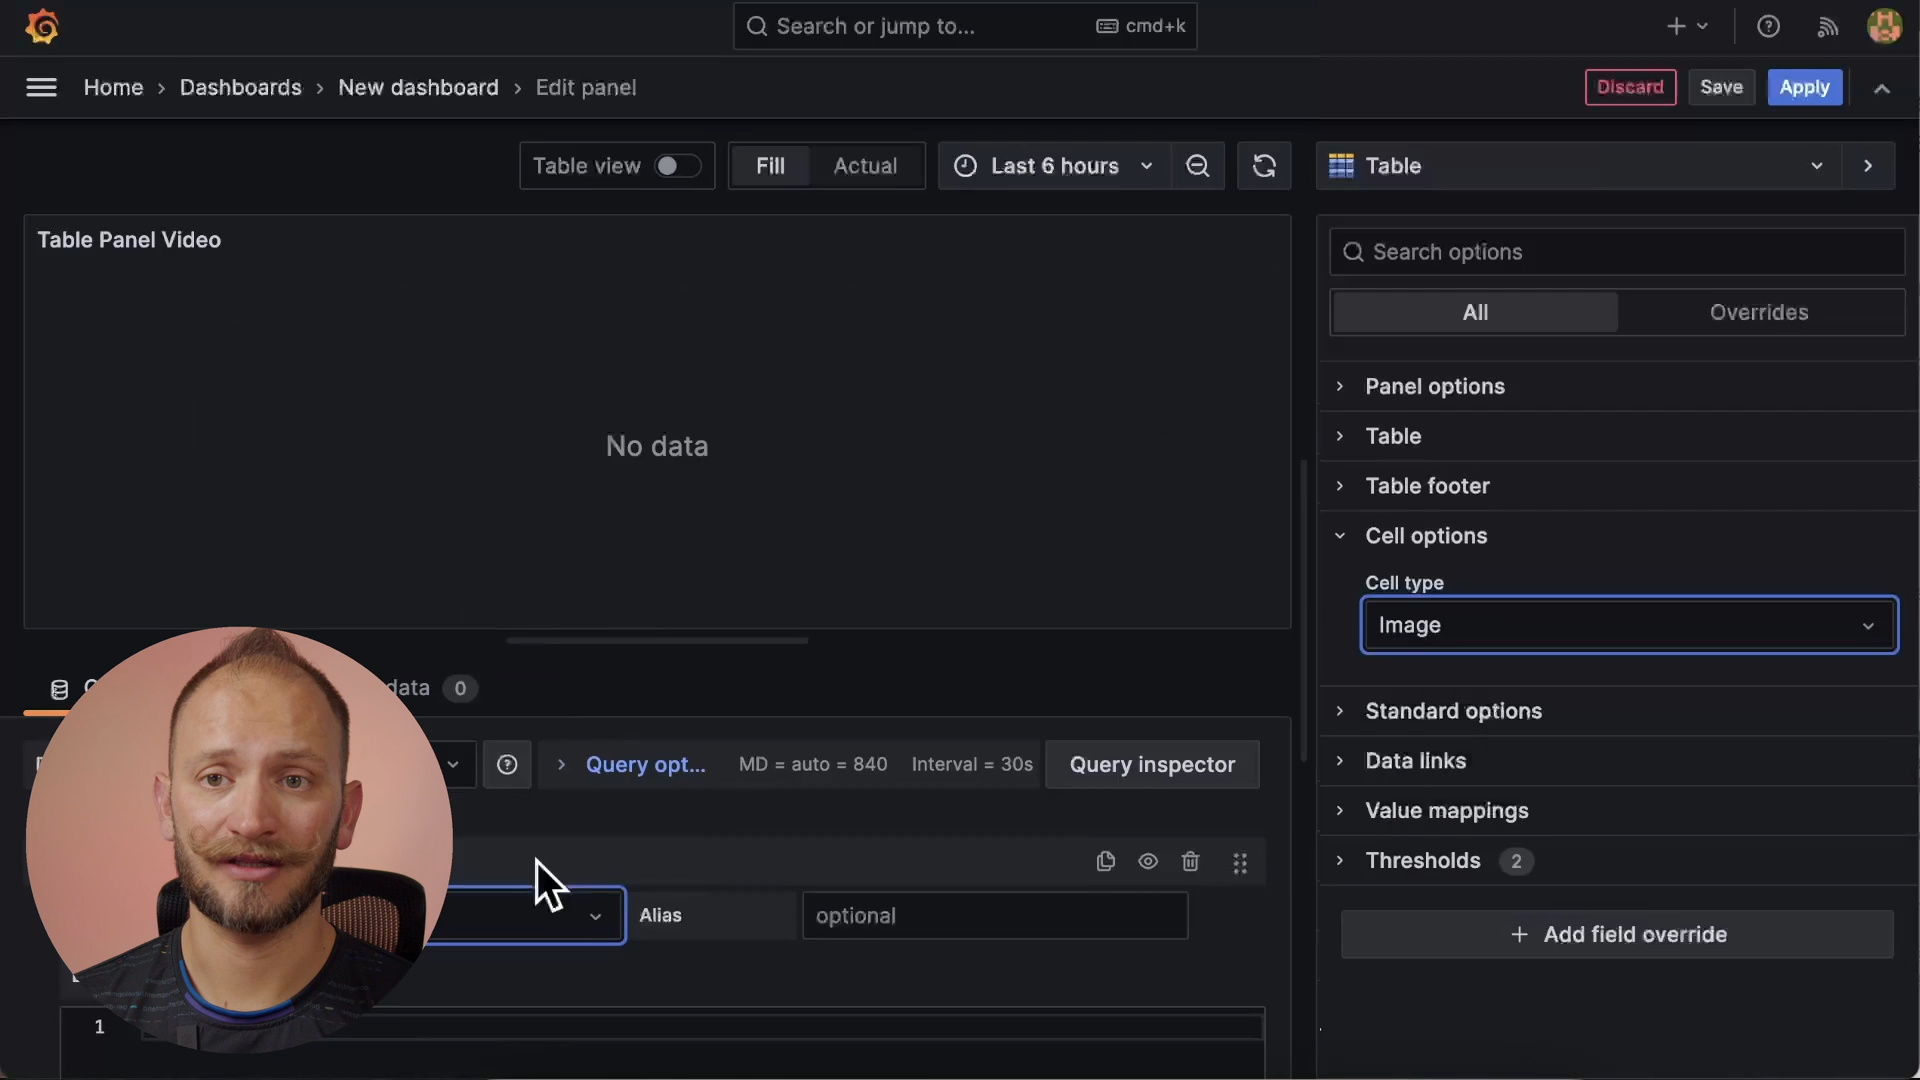 Search or jump to... cmd+k
Home › Dashboards › New dashboard › Edit panel
Discard Save Apply
Table view Fill Actual Last 6 hours
Table
Table Panel Video
No data
Search options
All Overrides
Panel options
Table
Table footer
Cell options
Cell type
Image
Standard options
Data links
Value mappings
Thresholds 2
+ Add field override
data 0
Query opt... MD = auto = 840 Interval = 30s Query inspector
Alias optional
1